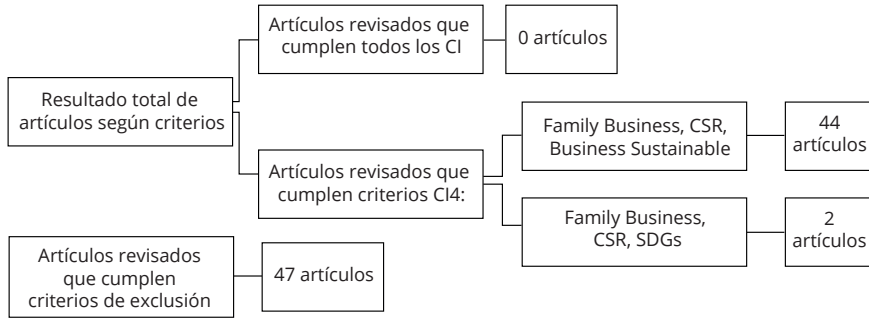 Artículos revisados que
cumplen todos los CI
0 artículos
Resultado total de
artículos según criterios
Artículos revisados que
cumplen criterios CI4:
Family Business, CSR,
Business Sustainable
44
artículos
Family Business,
CSR, SDGs
2
artículos
Artículos revisados
que cumplen
criterios de exclusión
47 artículos